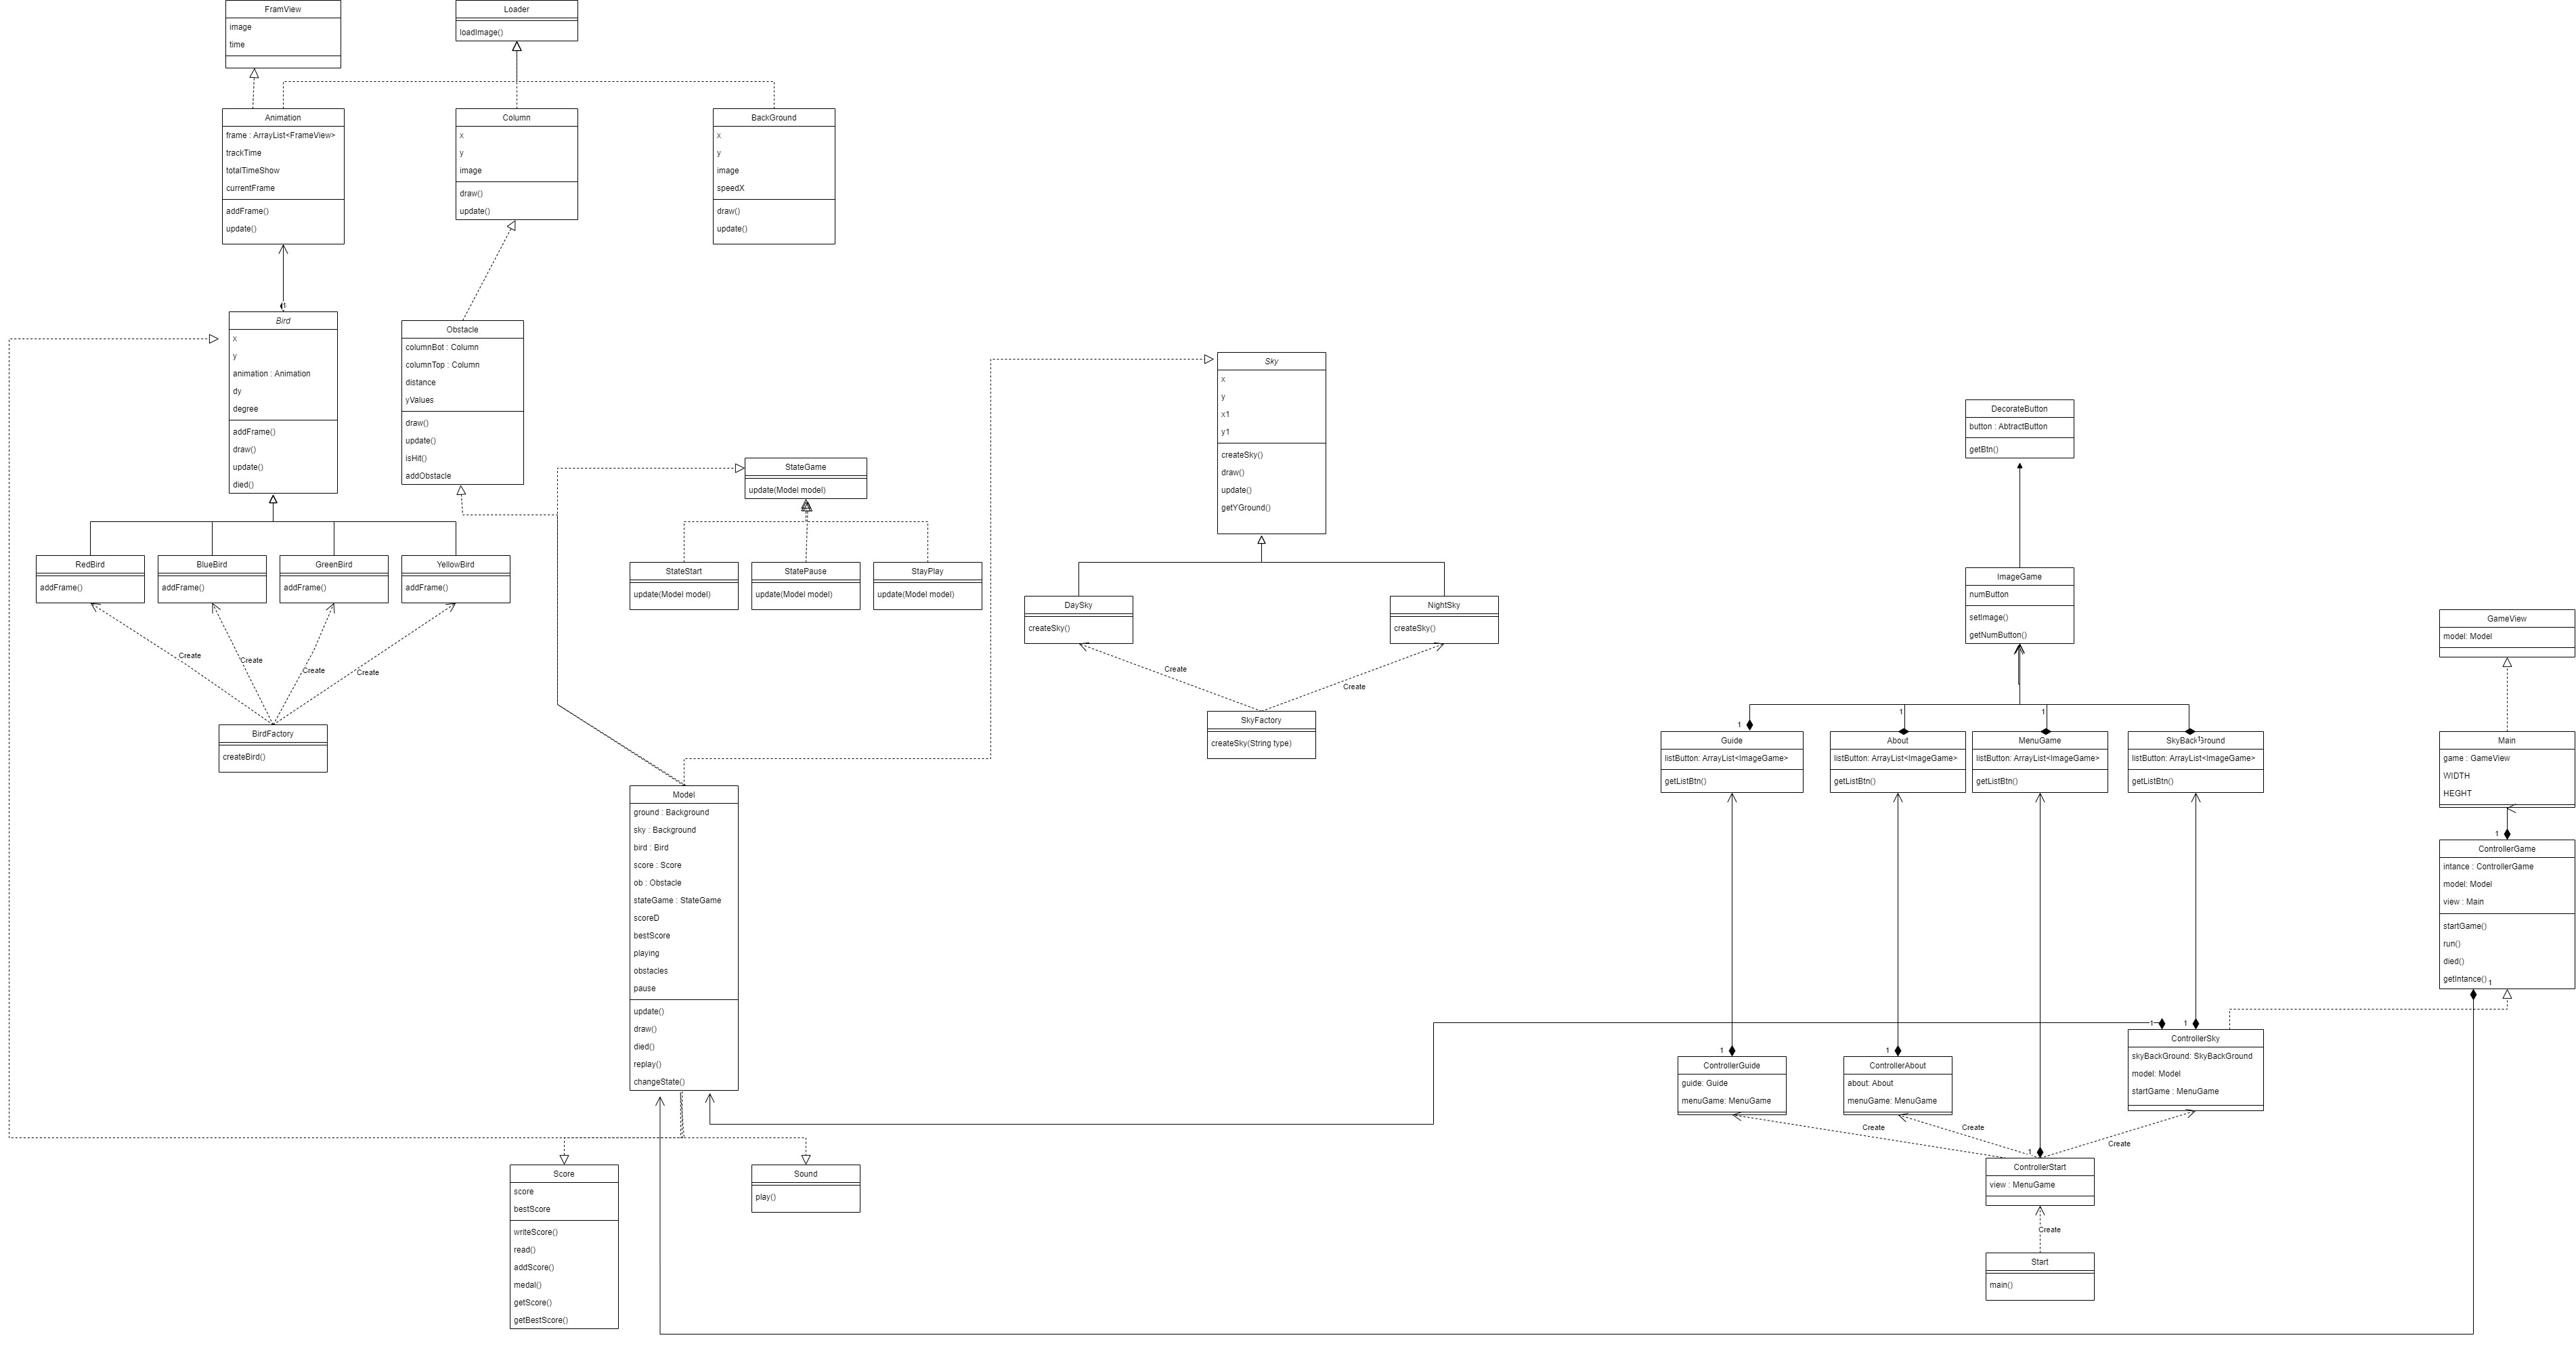 FramView
image
time
Loader
loadImage()
Animation
frame : ArrayList<FrameView>
trackTime
totalTimeShow
currentFrame
addFrame()
update()
Column
x
y
image
draw()
update()
BackGround
x
y
image
speedX
draw()
update()
1
Bird
x
y
animation : Animation
dy
degree
addFrame()
draw()
update()
died()
Obstacle
columnBot : Column
columnTop : Column
distance
yValues
draw()
update()
isHit()
addObstacle
StateGame
update(Model model)
Sky
x
y
x1
y1
createSky()
draw()
update()
getYGround()
DecorateButton
button : AbtractButton
getBtn()
RedBird
addFrame()
BlueBird
addFrame()
GreenBird
addFrame()
YellowBird
addFrame()
StateStart
update(Model model)
StatePause
update(Model model)
StayPlay
update(Model model)
DaySky
createSky()
NightSky
createSky()
ImageGame
numButton
setImage()
getNumButton()
GameView
model: Model
Create
Create
Create
Create
Create
Create
BirdFactory
createBird()
SkyFactory
createSky(String type)
1
1
1
1
Guide
listButton: ArrayList<ImageGame>
getListBtn()
About
listButton: ArrayList<ImageGame>
getListBtn()
MenuGame
listButton: ArrayList<ImageGame>
getListBtn()
SkyBackGround
listButton: ArrayList<ImageGame>
getListBtn()
Main
game : GameView
WIDTH
HEGHT
Model
ground : Background
sky : Background
bird : Bird
score : Score
ob : Obstacle
stateGame : StateGame
scoreD
bestScore
playing
obstacles
pause
update()
draw()
died()
replay()
changeState()
1
ControllerGame
intance : ControllerGame
model: Model
view : Main
startGame()
run()
died()
getIntance()
1
1
1
1
1
ControllerGuide
guide: Guide
menuGame: MenuGame
ControllerAbout
about: About
menuGame: MenuGame
ControllerSky
skyBackGround: SkyBackGround
model: Model
startGame : MenuGame
Create
Create
Create
1
ControllerStart
view : MenuGame
Create
Start
main()
Score
score
bestScore
writeScore()
read()
addScore()
medal()
getScore()
getBestScore()
Sound
play()